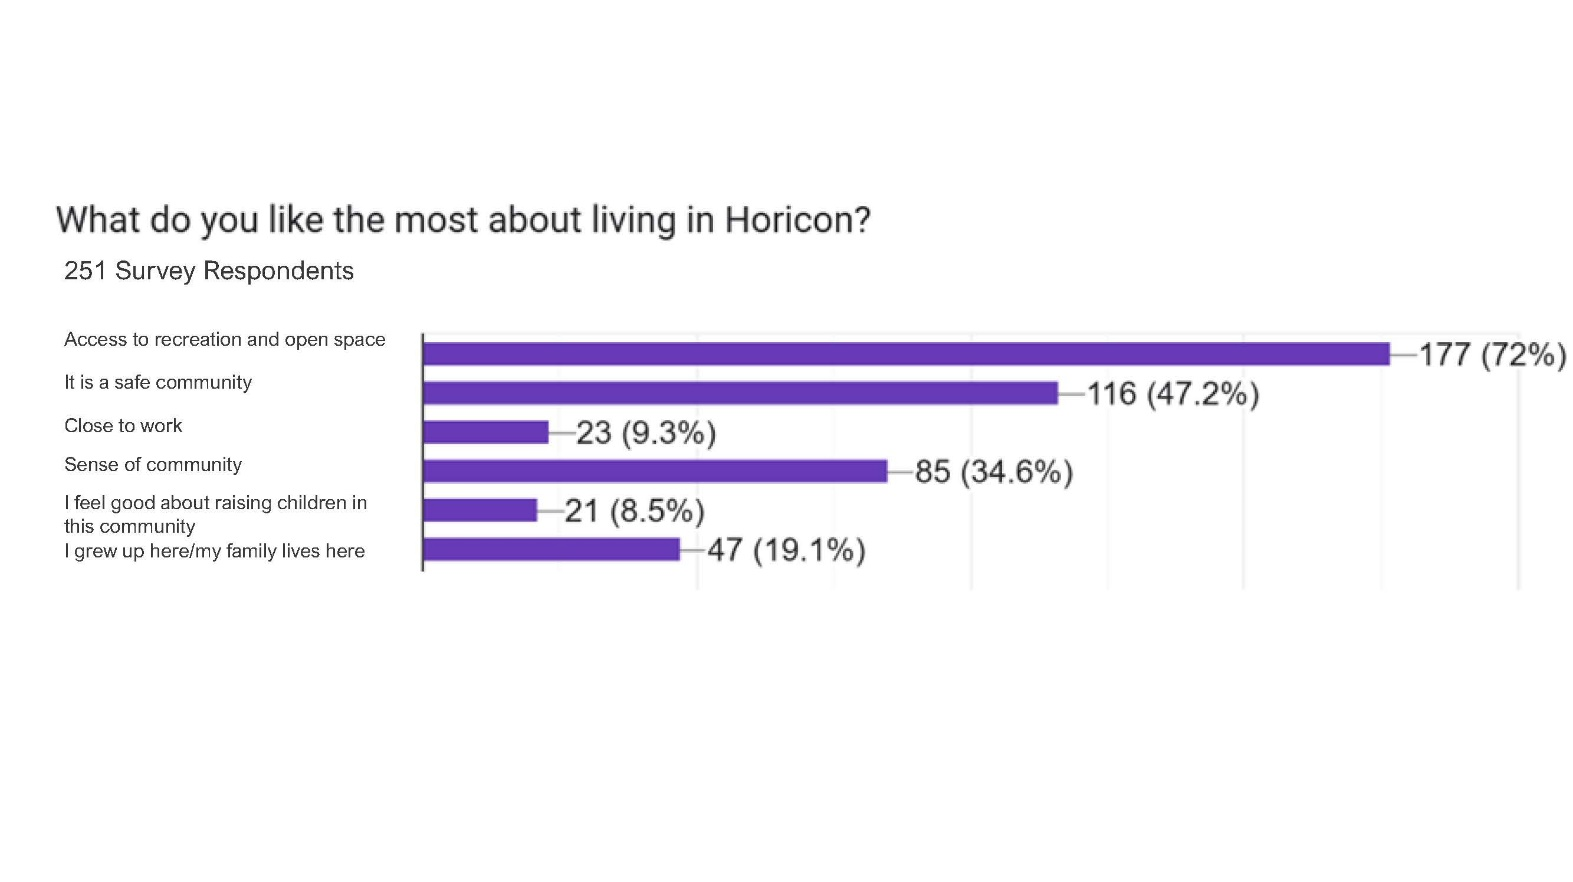 What do you like the most about living in Horicon?
251 Survey Respondents
Access to recreation and open space
177 (72%)
It is a safe community
116 (47.2%)
Close to work
23 (9.3%)
Sense of community
85 (34.6%)
I feel good about raising children in
this community
21 (8.5%)
I grew up here/my family lives here
47 (19.1%)